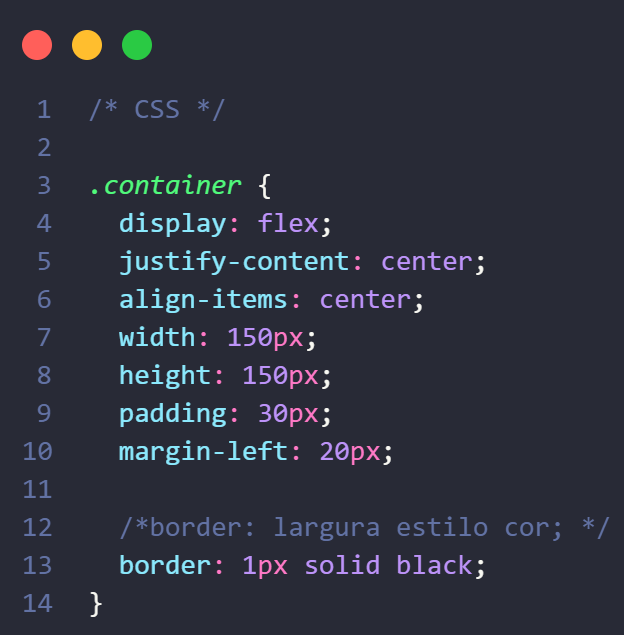 1 /* CSS */
2
3 .container {
4 display: flex;
5 justify-content: center;
6 align-items: center;
7 width: 150px;
8 height: 150px;
9 padding: 30px;
10 margin-left: 20px;
11
12 /*border: largura estilo cor; */
13 border: 1px solid black;
14 }